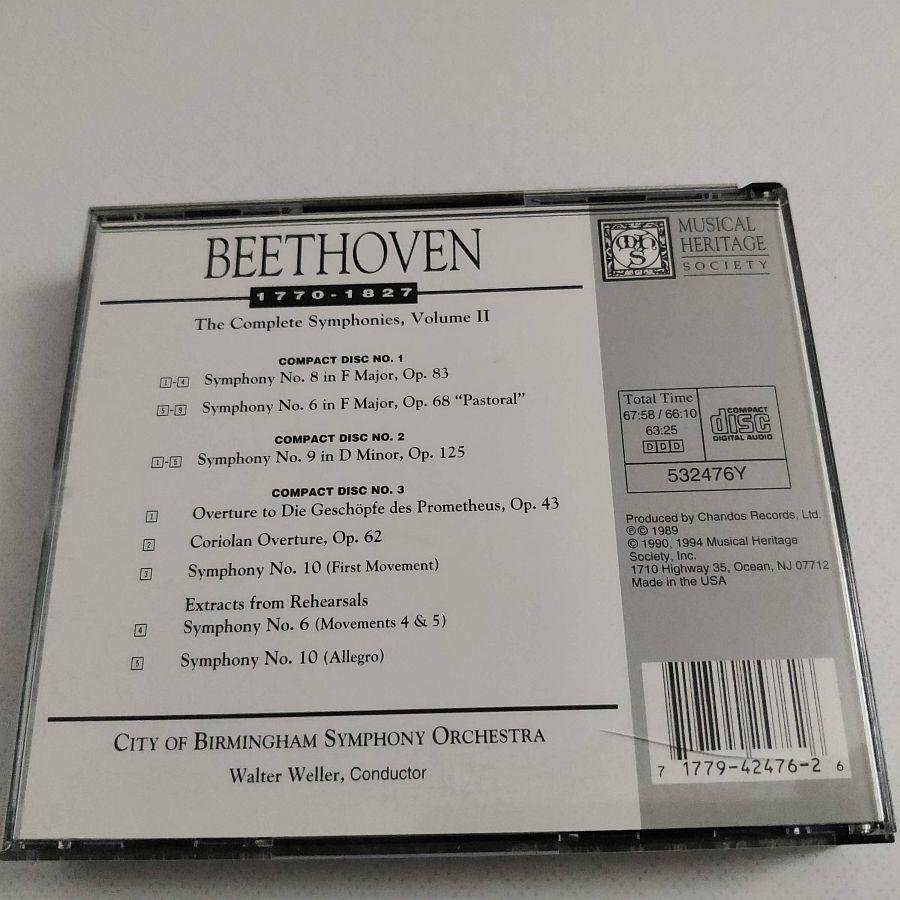 BEETHOVEN
1770-1827
The Complete Symphonies, Volume II
COMPACT DISC NO. 1
1-4 Symphony No. 8 in F Major, Op. 83
5-9 Symphony No. 6 in F Major, Op. 68 “Pastoral”
COMPACT DISC NO. 2
1-5 Symphony No. 9 in D Minor, Op. 125
COMPACT DISC NO. 3
1 Overture to Die Geschöpfe des Prometheus, Op. 43
2 Coriolan Overture, Op. 62
3 Symphony No. 10 (First Movement)
Extracts from Rehearsals
4 Symphony No. 6 (Movements 4 & 5)
5 Symphony No. 10 (Allegro)
CITY OF BIRMINGHAM SYMPHONY ORCHESTRA
Walter Weller, Conductor
mhs
MUSICAL
HERITAGE
SOCIETY
Total Time
67:58 / 66:10
63:25
DDD
COMPACT
disc
DIGITAL AUDIO
532476Y
Produced by Chandos Records, Ltd.
℗© 1989
© 1990, 1994 Musical Heritage
Society, Inc.
1710 Highway 35, Ocean, NJ 07712
Made in the USA
7 1779-42476-2 6